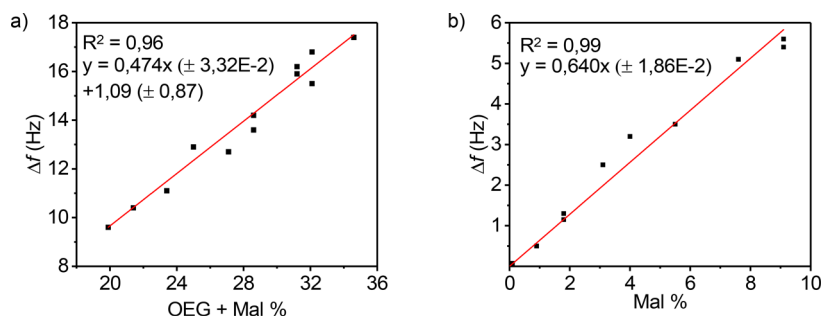 a)
R² = 0,96
y = 0,474x (± 3,32E-2)
+1,09 (± 0,87)
Δf (Hz)
18
16
14
12
10
8
20
24
28
32
36
OEG + Mal %
b)
R² = 0,99
y = 0,640x (± 1,86E-2)
Δf (Hz)
6
5
4
3
2
1
0
2
4
6
8
10
Mal %